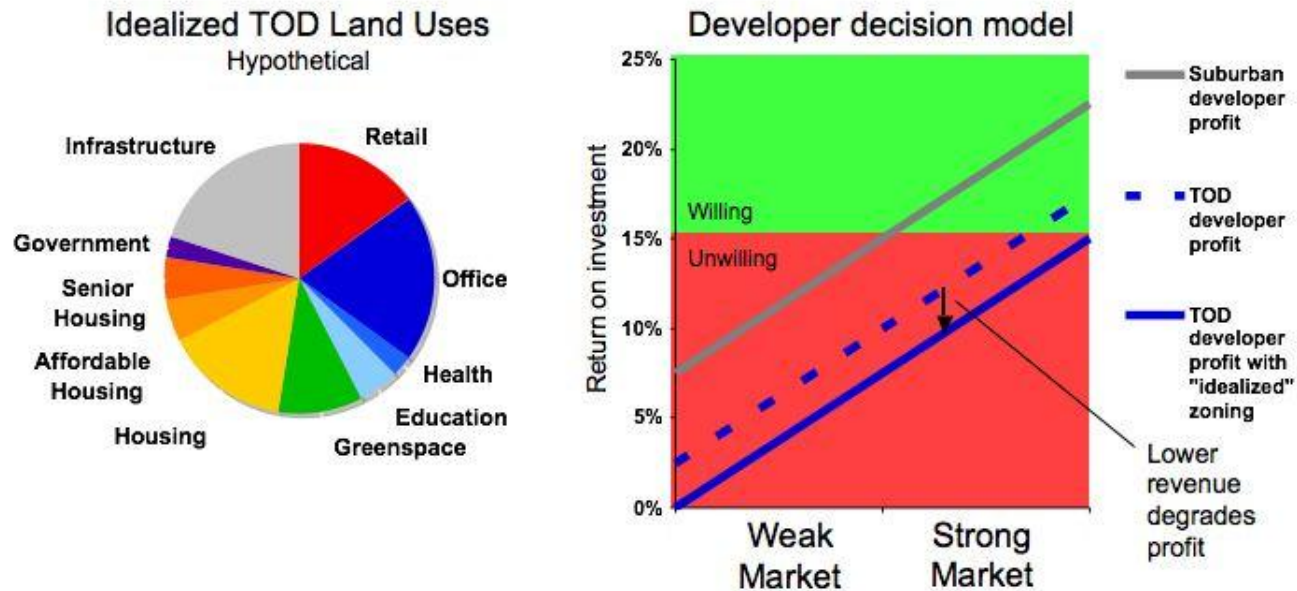 Idealized TOD Land Uses
Hypothetical
Infrastructure
Retail
Government
Office
Senior
Housing
Affordable
Housing
Health
Education
Housing
Greenspace
Developer decision model
Return on investment
25%
20%
15%
10%
5%
0%
Willing
Unwilling
Weak
Market
Strong
Market
Suburban
developer
profit
TOD
developer
profit
TOD
developer
profit with
"idealized"
zoning
Lower
revenue
degrades
profit